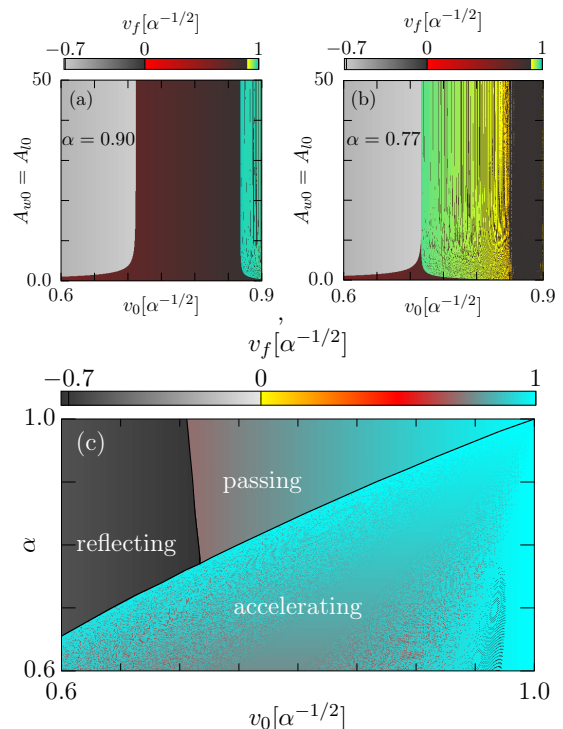 v_f[α^{-1/2}] v_f[α^{-1/2}]
−0.7 0 1 −0.7 0 1
50 (a) 50 (b)
α = 0.90 α = 0.77
A_{w0} = A_{l0} A_{w0} = A_{l0}
0.0 0.0
0.6 0.9 0.6 0.9
v_0[α^{-1/2}] , v_0[α^{-1/2}]
v_f[α^{-1/2}]
−0.7 0 1
1.0 (c)
passing
α reflecting
accelerating
0.6
0.6 1.0
v_0[α^{-1/2}]